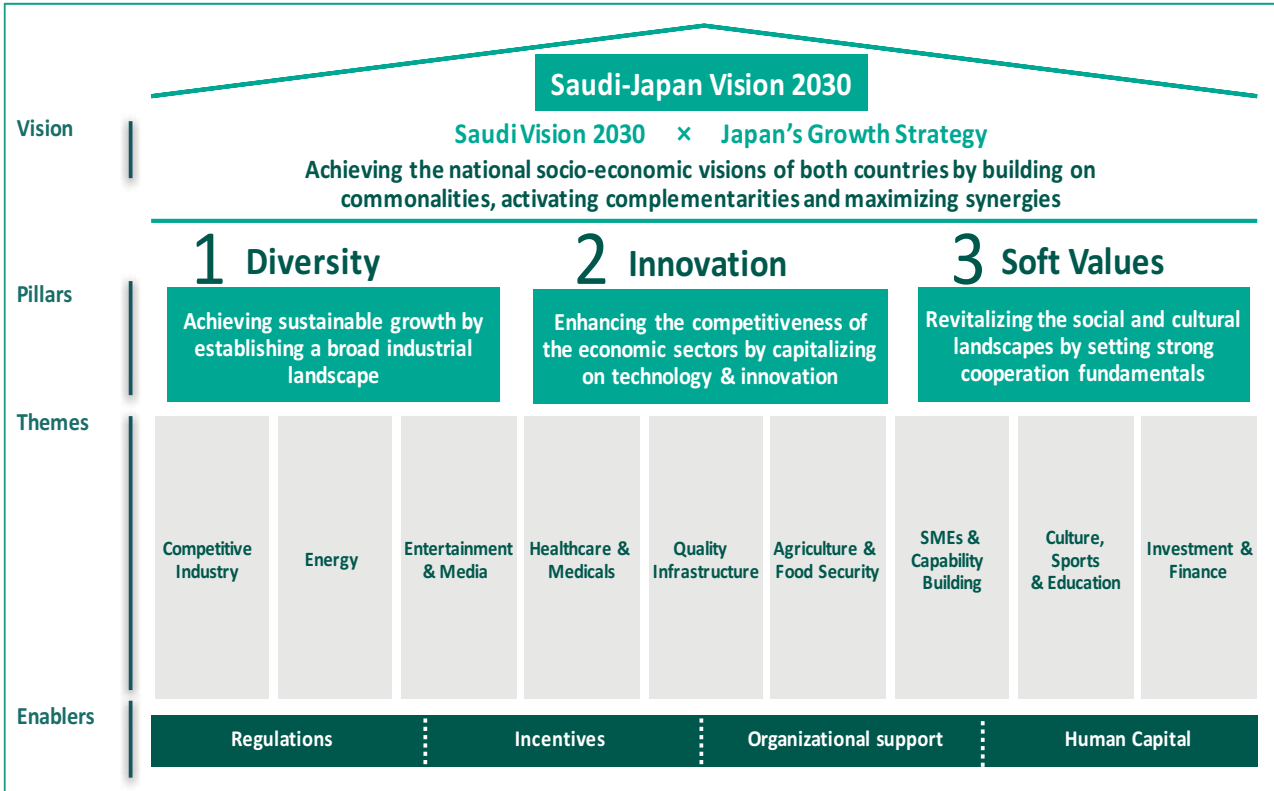 Saudi-Japan Vision 2030
Vision
Saudi Vision 2030 × Japan's Growth Strategy
Achieving the national socio-economic visions of both countries by building on
commonalities, activating complementarities and maximizing synergies
Pillars
1 Diversity
Achieving sustainable growth by
establishing a broad industrial
landscape
2 Innovation
Enhancing the competitiveness of
the economic sectors by capitalizing
on technology & innovation
3 Soft Values
Revitalizing the social and cultural
landscapes by setting strong
cooperation fundamentals
Themes
Competitive
Industry
Energy
Entertainment
& Media
Healthcare &
Medicals
Quality
Infrastructure
Agriculture &
Food Security
SMEs &
Capability
Building
Culture,
Sports
& Education
Investment &
Finance
Enablers
Regulations
Incentives
Organizational support
Human Capital